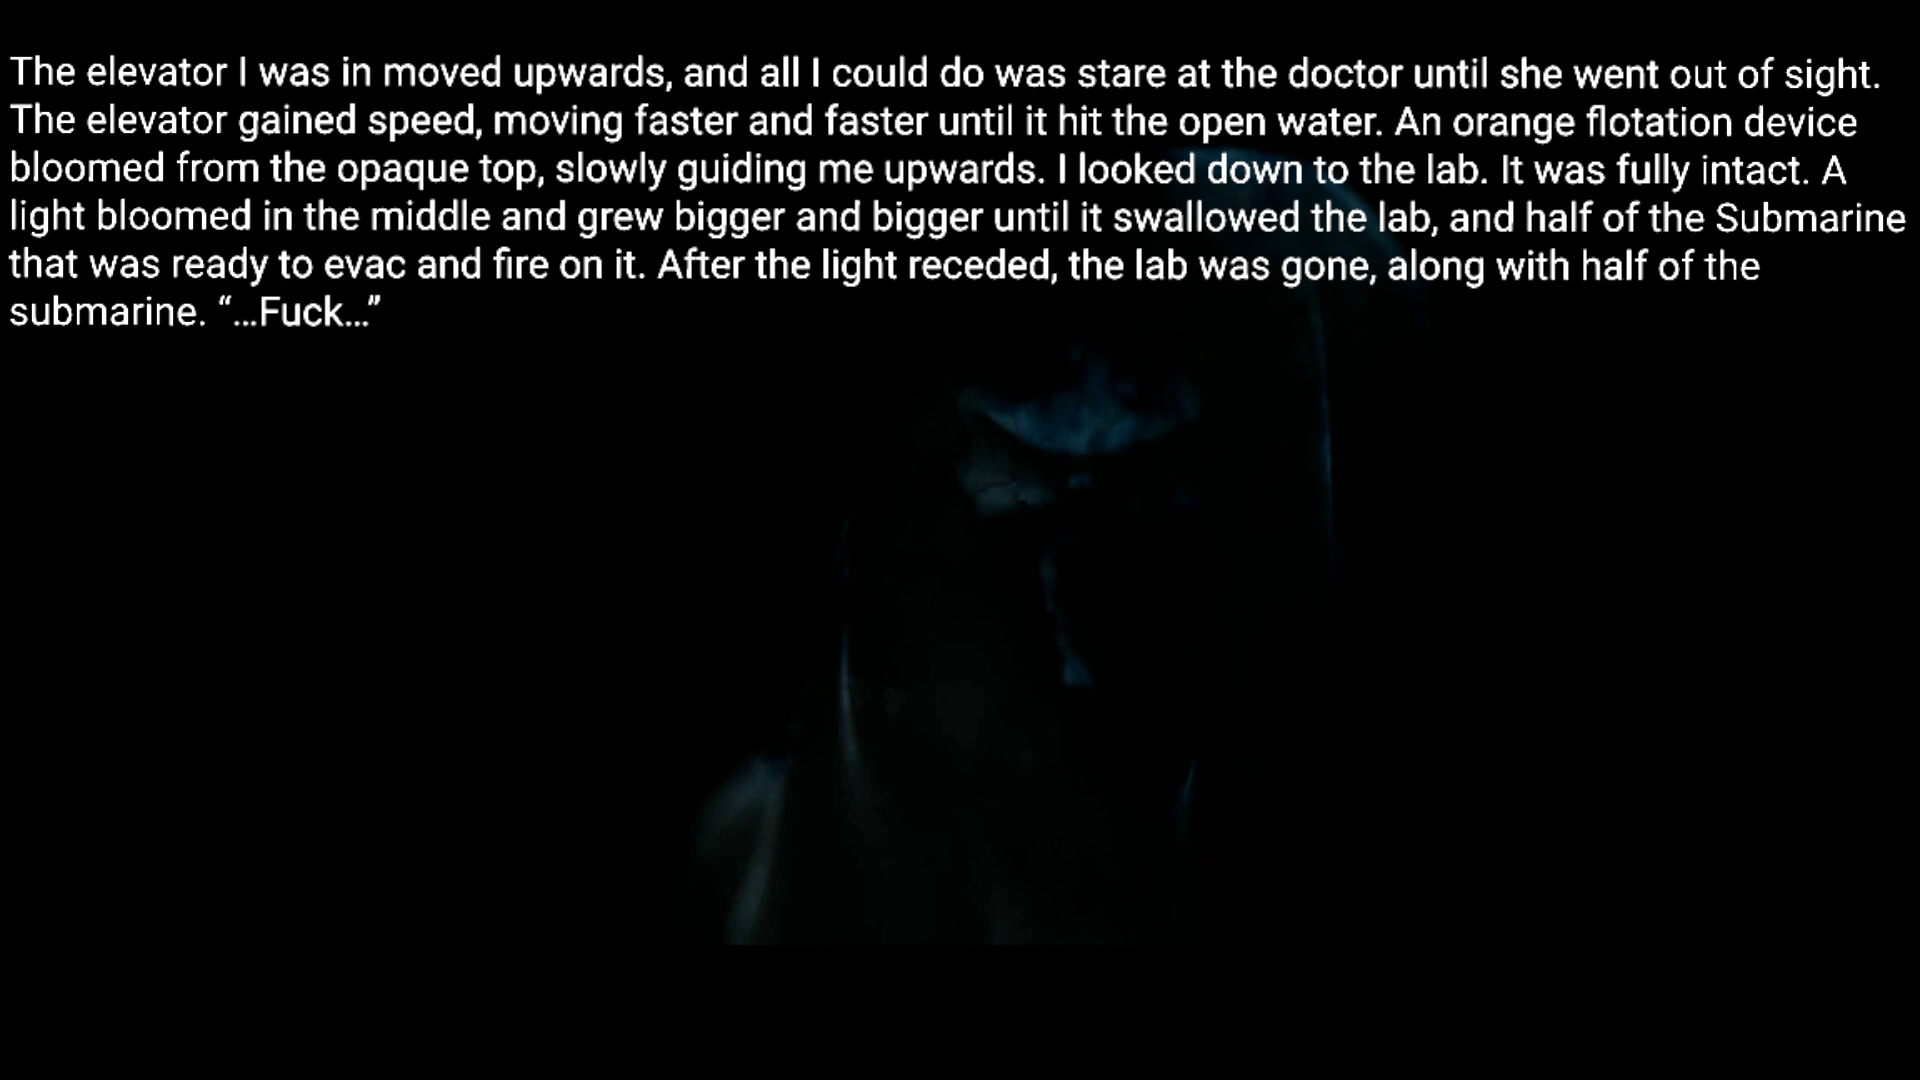 The elevator I was in moved upwards, and all I could do was stare at the doctor until she went out of sight.
The elevator gained speed, moving faster and faster until it hit the open water. An orange flotation device
bloomed from the opaque top, slowly guiding me upwards. I looked down to the lab. It was fully intact. A
light bloomed in the middle and grew bigger and bigger until it swallowed the lab, and half of the Submarine
that was ready to evac and fire on it. After the light receded, the lab was gone, along with half of the
submarine. “...Fuck...”